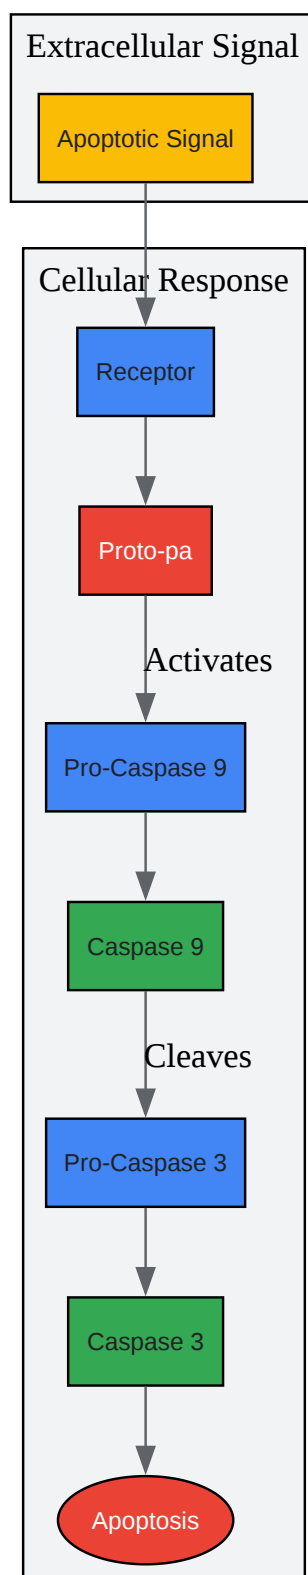 Extracellular Signal
Apoptotic Signal
Cellular Response
Receptor
Proto-pa
Activates
Pro-Caspase 9
Caspase 9
Cleaves
Pro-Caspase 3
Caspase 3
Apoptosis